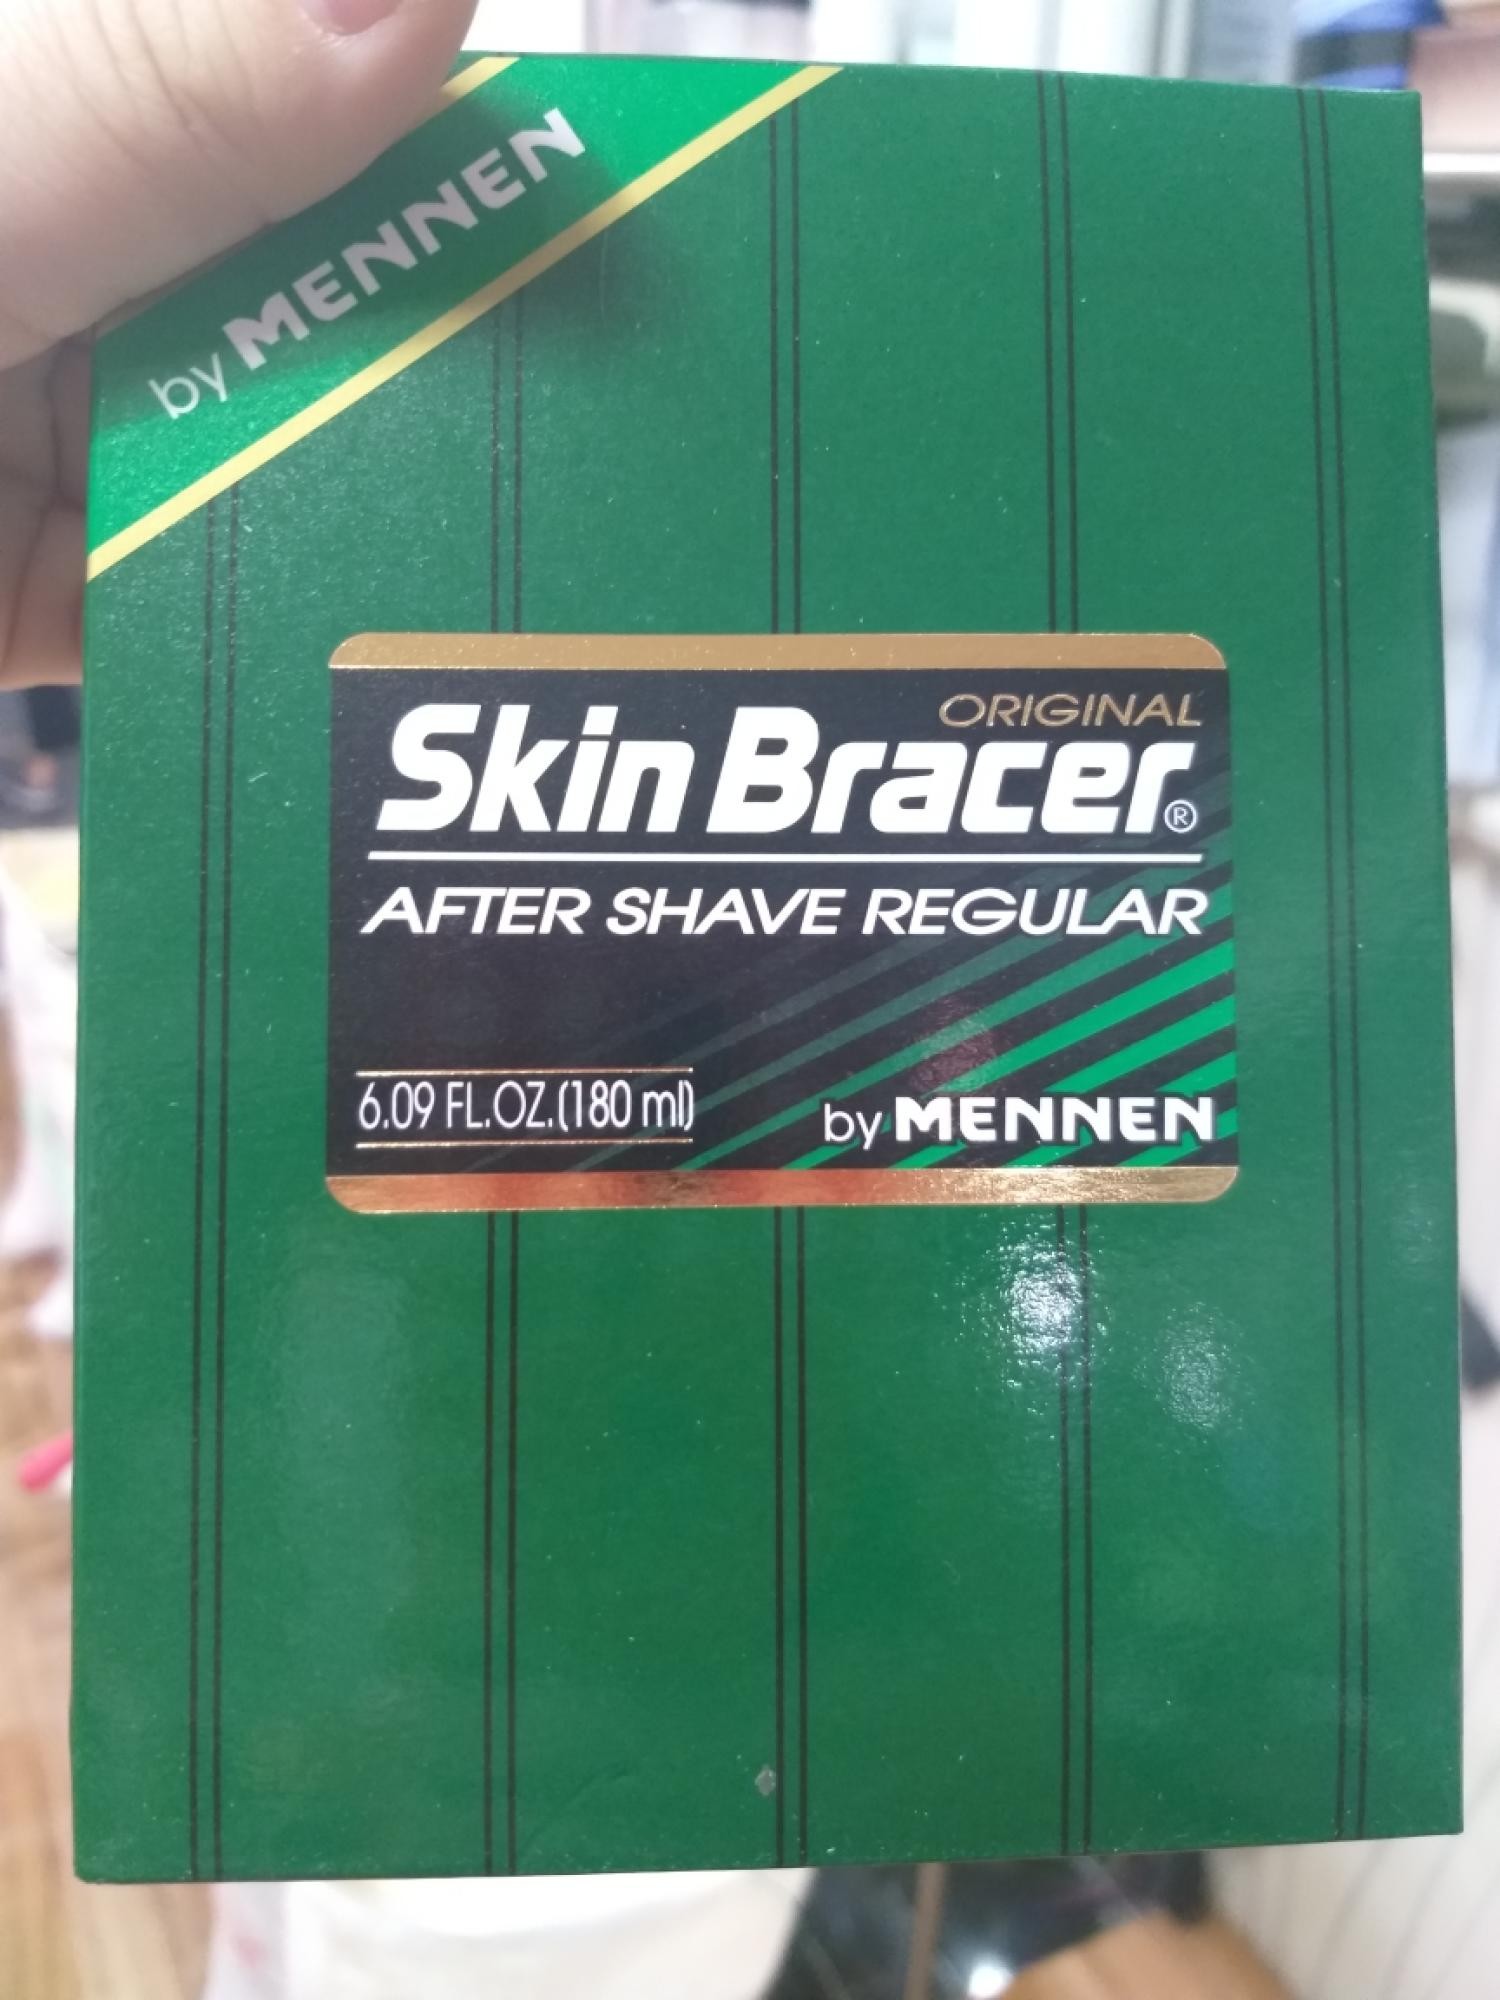 by MENNEN
ORIGINAL
Skin Bracer®
AFTER SHAVE REGULAR
6.09 FL.OZ.(180 ml)
by MENNEN